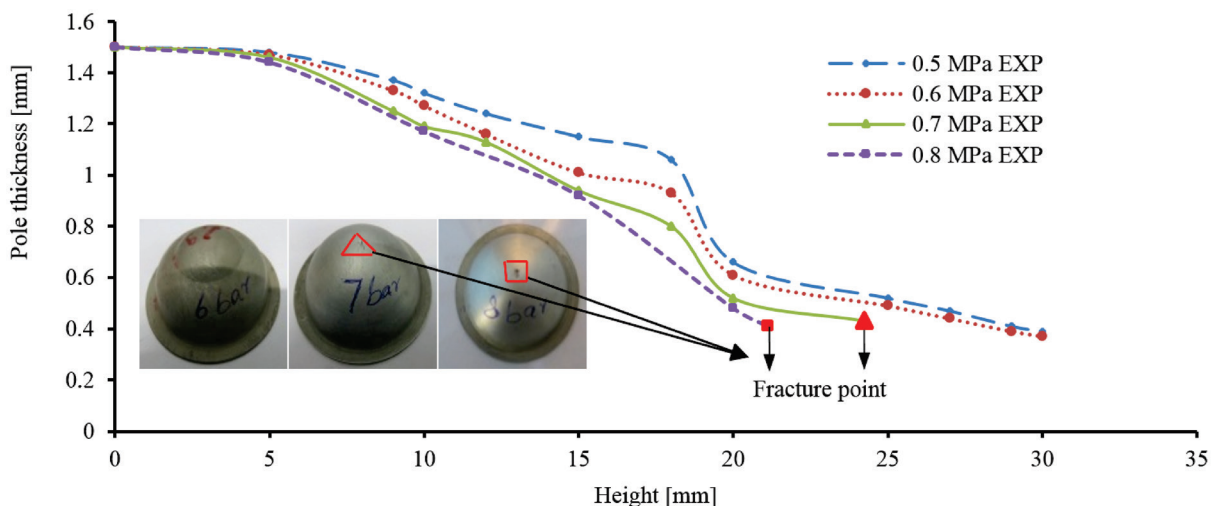 Pole thickness [mm]
1.6
1.4
1.2
1
0.8
0.6
0.4
0.2
0
0.5 MPa EXP
0.6 MPa EXP
0.7 MPa EXP
0.8 MPa EXP
6 bar
7 bar
8 bar
Fracture point
0 5 10 15 20 25 30 35
Height [mm]